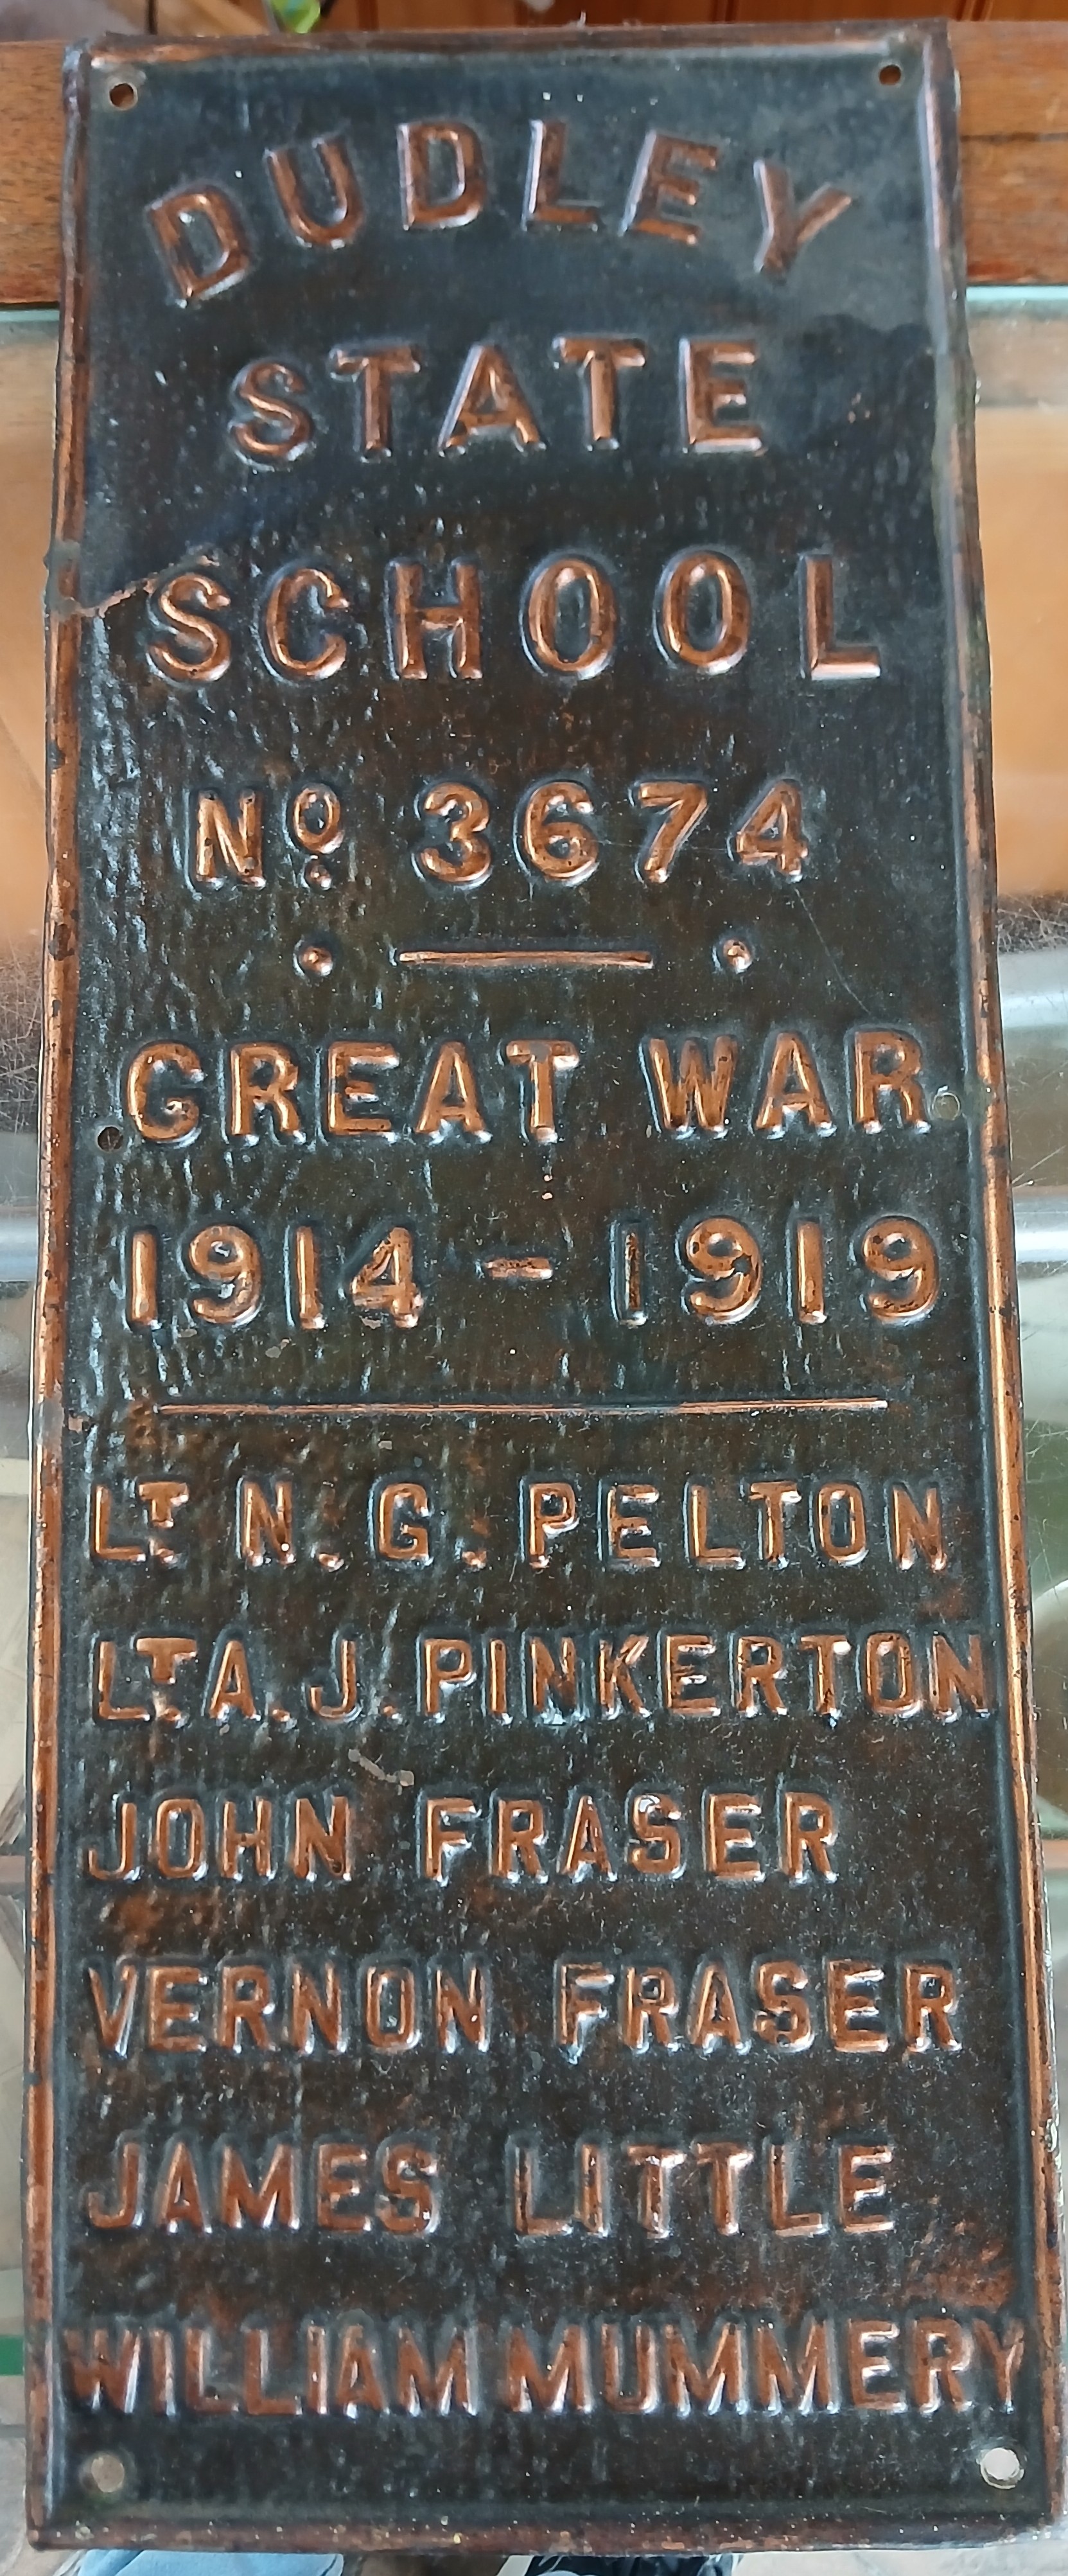 DUDLEY
STATE
SCHOOL
No. 3674
GREAT WAR
1914 - 1919
LT. N. G. PELTON
LT. A. J. PINKERTON
JOHN FRASER
VERNON FRASER
JAMES LITTLE
WILLIAM MUMMERY